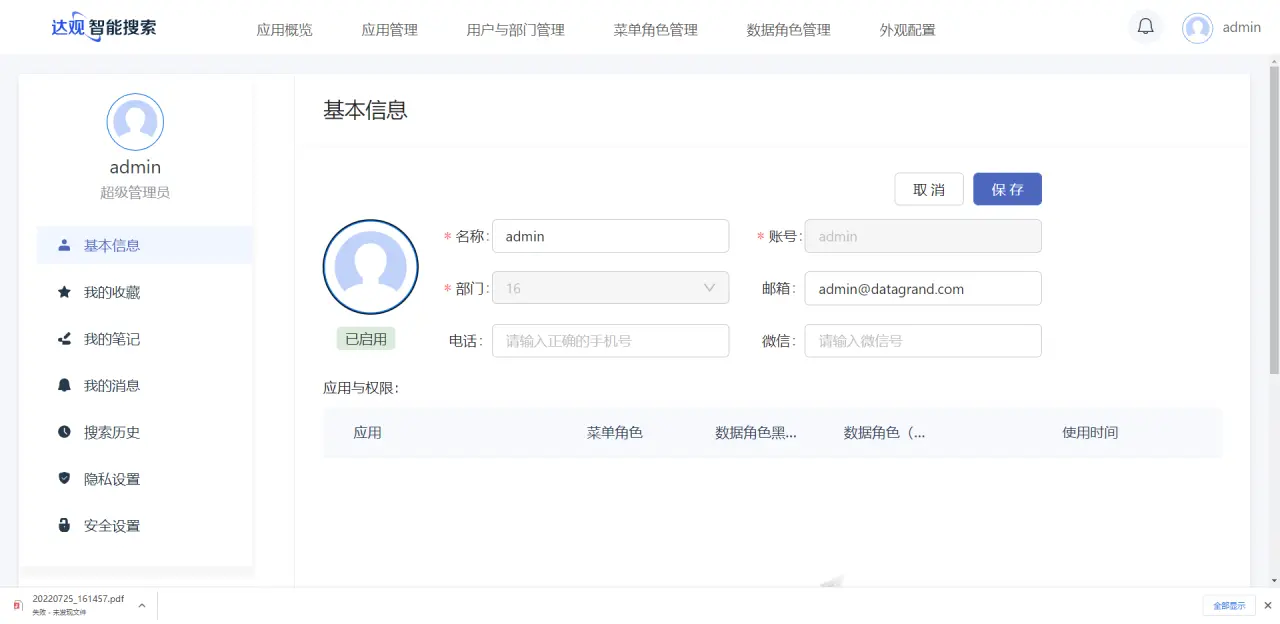 达观 智能搜索
应用概览 应用管理 用户与部门管理 菜单角色管理 数据角色管理 外观配置 admin
admin
超级管理员
基本信息
我的收藏
我的笔记
我的消息
搜索历史
隐私设置
安全设置
基本信息
取 消 保 存
* 名称: admin * 账号: admin
* 部门: 16 邮箱: admin@datagrand.com
已启用
电话: 请输入正确的手机号 微信: 请输入微信号
应用与权限:
应用 菜单角色 数据角色黑... 数据角色（... 使用时间
20220725_161457.pdf
失败 - 未发现文件
全部显示